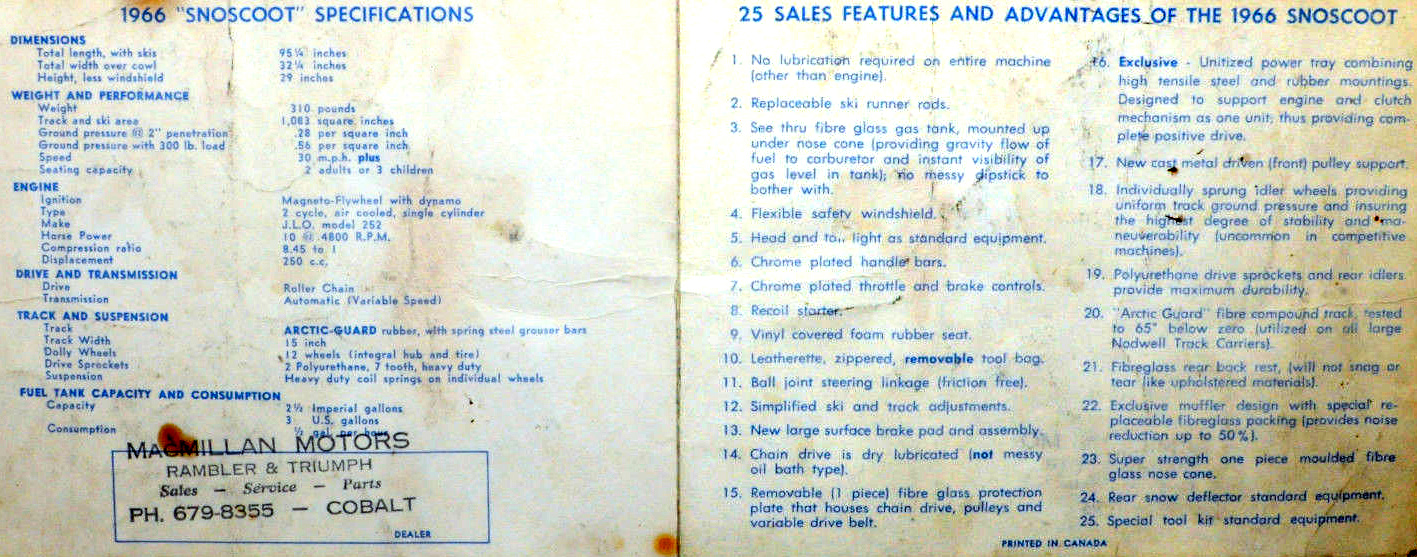 1966 "SNOSCOOT" SPECIFICATIONS
DIMENSIONS
Total length, with skis 95¼ inches
Total width over cowl 32¼ inches
Height, less windshield 29 inches
WEIGHT AND PERFORMANCE
Weight 310 pounds
Track and ski area 1,083 square inches
Ground pressure @ 2" penetration .28 per square inch
Ground pressure with 300 lb. load .56 per square inch
Speed 30 m.p.h. plus
Seating capacity 2 adults or 3 children
ENGINE
Ignition Magneto-Flywheel with dynamo
Type 2 cycle, air cooled, single cylinder
Make J.L.O. model 252
Horse Power 10 @ 4800 R.P.M.
Compression ratio 8.45 to 1
Displacement 250 c.c.
DRIVE AND TRANSMISSION
Drive Roller Chain
Transmission Automatic (Variable Speed)
TRACK AND SUSPENSION
Track ARCTIC-GUARD rubber, with spring steel grouser bars
Track Width 15 inch
Dolly Wheels 12 wheels (integral hub and tire)
Drive Sprockets 2 Polyurethane, 7 tooth, heavy duty
Suspension Heavy duty coil springs on individual wheels
FUEL TANK CAPACITY AND CONSUMPTION
Capacity 2½ Imperial gallons
3 U.S. gallons
Consumption ½ gal. per hour
MACMILLAN MOTORS
RAMBLER & TRIUMPH
Sales — Service — Parts
PH. 679-8355 — COBALT
DEALER
25 SALES FEATURES AND ADVANTAGES OF THE 1966 SNOSCOOT
1. No lubrication required on entire machine
(other than engine).
2. Replaceable ski runner rods.
3. See thru fibre glass gas tank, mounted up
under nose cone (providing gravity flow of
fuel to carburetor and instant visibility of
gas level in tank); no messy dipstick to
bother with.
4. Flexible safety windshield.
5. Head and tail light as standard equipment.
6. Chrome plated handle bars.
7. Chrome plated throttle and brake controls.
8. Recoil starter.
9. Vinyl covered foam rubber seat.
10. Leatherette, zippered, removable tool bag.
11. Ball joint steering linkage (friction free).
12. Simplified ski and track adjustments.
13. New large surface brake pad and assembly.
14. Chain drive is dry lubricated (not messy
oil bath type).
15. Removable (1 piece) fibre glass protection
plate that houses chain drive, pulleys and
variable drive belt.
16. Exclusive - Unitized power tray combining
high tensile steel and rubber mountings.
Designed to support engine and clutch
mechanism as one unit, thus providing com-
plete positive drive.
17. New cast metal driven (front) pulley support.
18. Individually sprung idler wheels providing
uniform track ground pressure and insuring
the highest degree of stability and ma-
neuverability (uncommon in competitive
machines).
19. Polyurethane drive sprockets and rear idlers
provide maximum durability.
20. "Arctic Guard" fibre compound track, tested
to 65° below zero (utilized on all large
Nodwell Track Carriers).
21. Fibreglass rear back rest, (will not snag or
tear like upholstered materials).
22. Exclusive muffler design with special re-
placeable fibreglass packing (provides noise
reduction up to 50%).
23. Super strength one piece moulded fibre
glass nose cone.
24. Rear snow deflector standard equipment.
25. Special tool kit standard equipment.
PRINTED IN CANADA